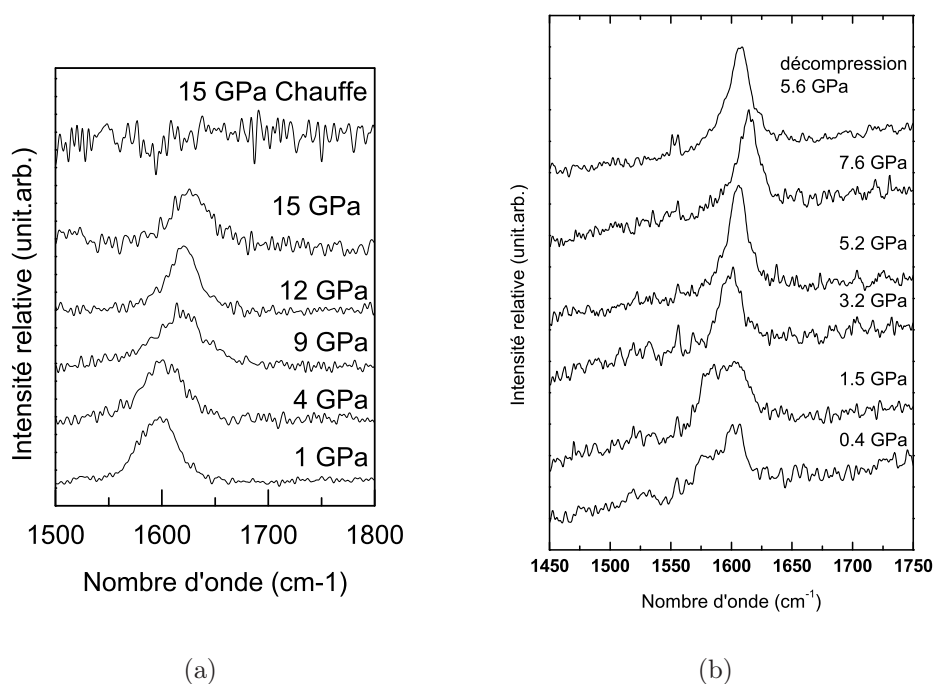 15 GPa Chauffe
15 GPa
12 GPa
9 GPa
4 GPa
1 GPa
Intensité relative (unit.arb.)
1500 1600 1700 1800
Nombre d'onde (cm-1)
(a)
décompression
5.6 GPa
7.6 GPa
5.2 GPa
3.2 GPa
1.5 GPa
0.4 GPa
Intensité relative (unit.arb.)
1450 1500 1550 1600 1650 1700 1750
Nombre d'onde (cm-1)
(b)